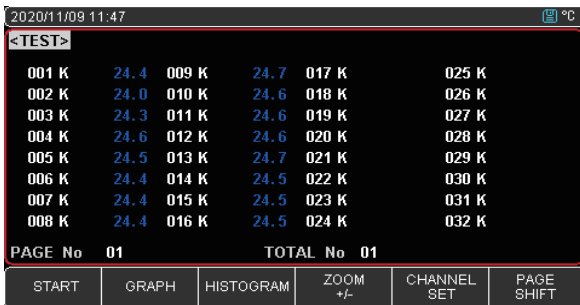 2020/11/09 11:47 °C
<TEST>
001 K 24.4 009 K 24.7 017 K 025 K
002 K 24.0 010 K 24.6 018 K 026 K
003 K 24.3 011 K 24.6 019 K 027 K
004 K 24.6 012 K 24.6 020 K 028 K
005 K 24.5 013 K 24.7 021 K 029 K
006 K 24.4 014 K 24.5 022 K 030 K
007 K 24.4 015 K 24.5 023 K 031 K
008 K 24.4 016 K 24.5 024 K 032 K
PAGE No 01 TOTAL No 01
START GRAPH HISTOGRAM ZOOM +/- CHANNEL SET PAGE SHIFT